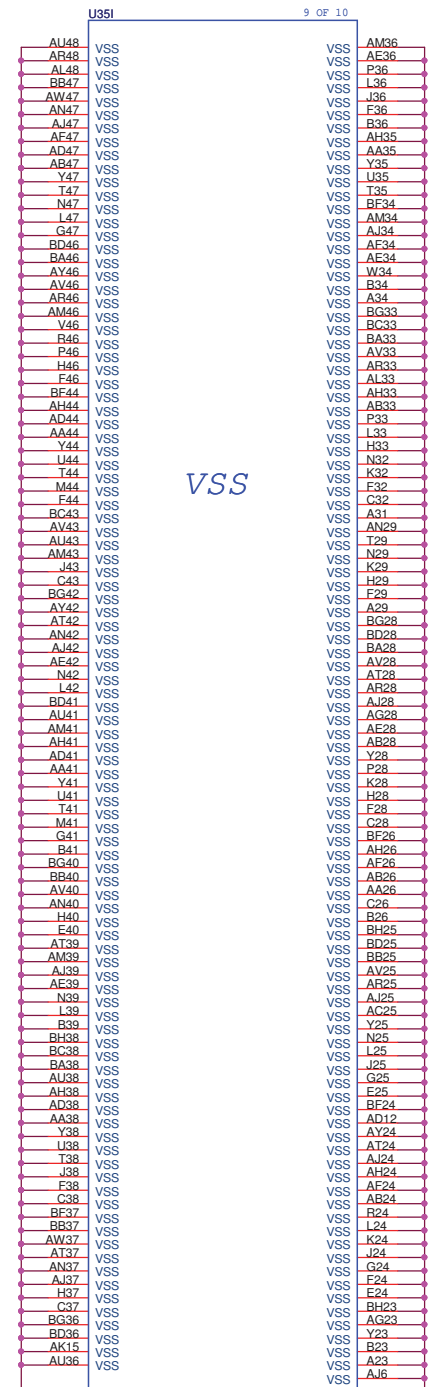 U35I 9 OF 10
AU48 VSS VSS AM36
AR48 VSS VSS AE36
AL48 VSS VSS P36
BB47 VSS VSS L36
AW47 VSS VSS J36
AN47 VSS VSS F36
AJ47 VSS VSS B36
AF47 VSS VSS AH35
AD47 VSS VSS AA35
AB47 VSS VSS Y35
Y47 VSS VSS U35
T47 VSS VSS T35
N47 VSS VSS BF34
L47 VSS VSS AM34
G47 VSS VSS AJ34
BD46 VSS VSS AF34
BA46 VSS VSS AE34
AY46 VSS VSS W34
AV46 VSS VSS B34
AR46 VSS VSS A34
AM46 VSS VSS BG33
V46 VSS VSS BC33
R46 VSS VSS BA33
P46 VSS VSS AV33
H46 VSS VSS AR33
F46 VSS VSS AL33
BF44 VSS VSS AH33
AH44 VSS VSS AB33
AD44 VSS VSS P33
AA44 VSS VSS L33
Y44 VSS VSS H33
U44 VSS VSS N32
T44 VSS VSS VSS K32
M44 VSS VSS F32
F44 VSS VSS C32
BC43 VSS VSS A31
AV43 VSS VSS AN29
AU43 VSS VSS T29
AM43 VSS VSS N29
J43 VSS VSS K29
C43 VSS VSS H29
BG42 VSS VSS F29
AY42 VSS VSS A29
AT42 VSS VSS BG28
AN42 VSS VSS BD28
AJ42 VSS VSS BA28
AE42 VSS VSS AV28
N42 VSS VSS AT28
L42 VSS VSS AR28
BD41 VSS VSS AJ28
AU41 VSS VSS AG28
AM41 VSS VSS AE28
AH41 VSS VSS AB28
AD41 VSS VSS Y28
AA41 VSS VSS P28
Y41 VSS VSS K28
U41 VSS VSS H28
T41 VSS VSS F28
M41 VSS VSS C28
G41 VSS VSS BF26
B41 VSS VSS AH26
BG40 VSS VSS AF26
BB40 VSS VSS AB26
AV40 VSS VSS AA26
AN40 VSS VSS C26
H40 VSS VSS B26
E40 VSS VSS BH25
AT39 VSS VSS BD25
AM39 VSS VSS BB25
AJ39 VSS VSS AV25
AE39 VSS VSS AR25
N39 VSS VSS AJ25
L39 VSS VSS AC25
B39 VSS VSS Y25
BH38 VSS VSS N25
BC38 VSS VSS L25
BA38 VSS VSS J25
AU38 VSS VSS G25
AH38 VSS VSS E25
AD38 VSS VSS BF24
AA38 VSS VSS AD12
Y38 VSS VSS AY24
U38 VSS VSS AT24
T38 VSS VSS AJ24
J38 VSS VSS AH24
F38 VSS VSS AF24
C38 VSS VSS AB24
BF37 VSS VSS R24
BB37 VSS VSS L24
AW37 VSS VSS K24
AT37 VSS VSS J24
AN37 VSS VSS G24
AJ37 VSS VSS F24
H37 VSS VSS E24
C37 VSS VSS BH23
BG36 VSS VSS AG23
BD36 VSS VSS Y23
AK15 VSS VSS B23
AU36 VSS VSS A23
VSS AJ6